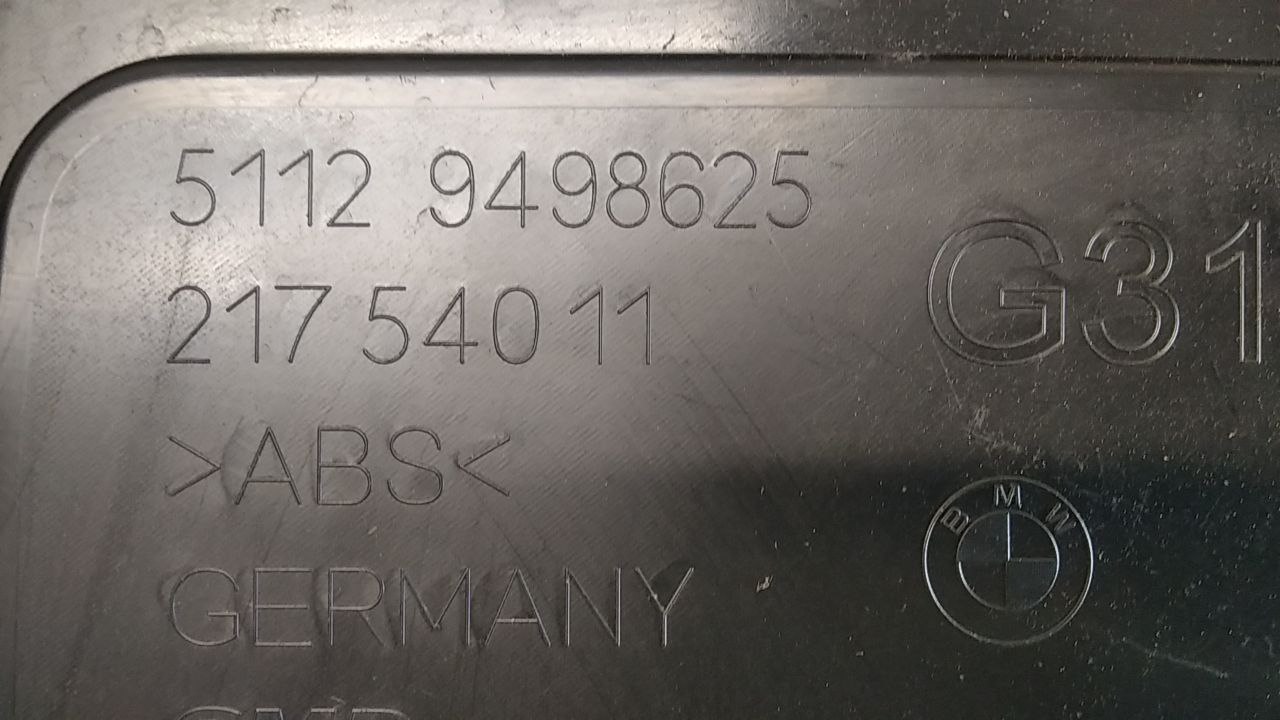 5112 9498625
G31
217 540 11
>ABS<
BMW
GERMANY